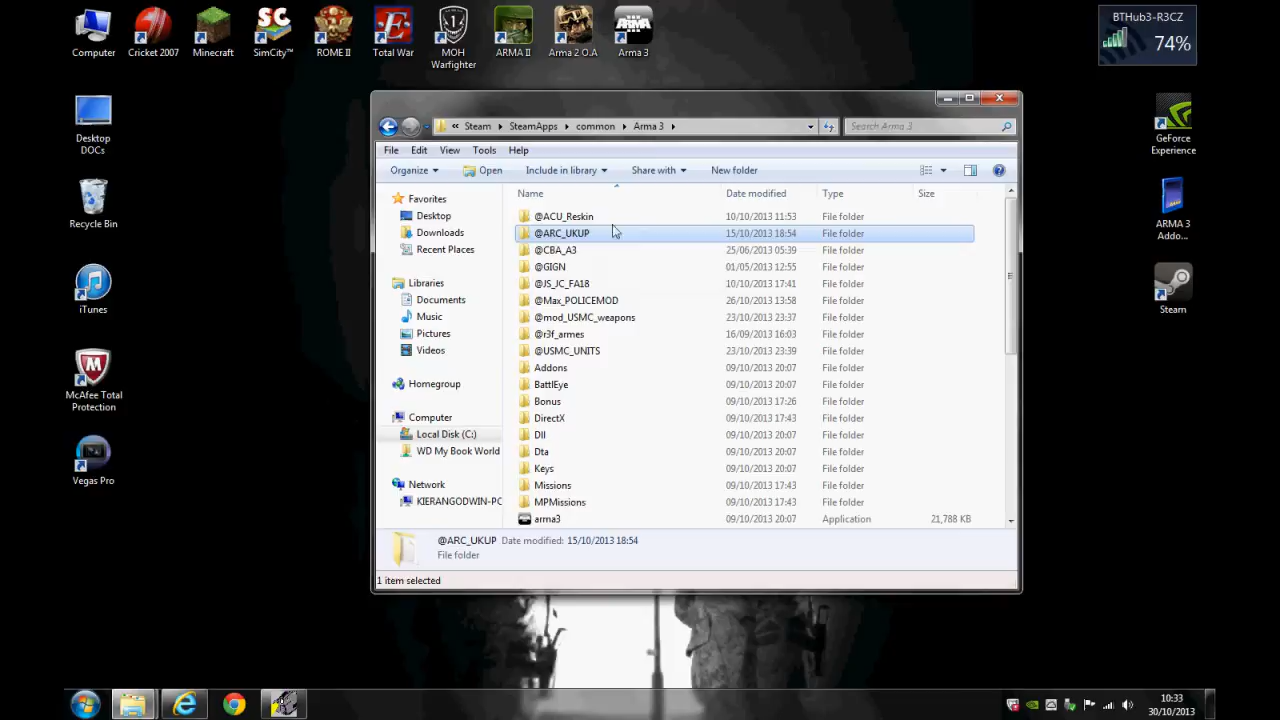 Computer
Cricket 2007
Minecraft
SimCity™
ROME II
Total War
MOH
Warfighter
ARMA II
Arma 2 O.A
Arma 3
BTHub3-R3CZ
74%
Desktop
DOCs
Recycle Bin
iTunes
McAfee Total
Protection
Vegas Pro
GeForce
Experience
ARMA 3
Addo...
Steam
« Steam ▸ SteamApps ▸ common ▸ Arma 3 ▸
Search Arma 3
File Edit View Tools Help
Organize Open Include in library Share with New folder
Favorites
Desktop
Downloads
Recent Places
Libraries
Documents
Music
Pictures
Videos
Homegroup
Computer
Local Disk (C:)
WD My Book World
Network
KIERANGODWIN-PC
Name Date modified Type Size
@ACU_Reskin 10/10/2013 11:53 File folder
@ARC_UKUP 15/10/2013 18:54 File folder
@CBA_A3 25/06/2013 05:39 File folder
@GIGN 01/05/2013 12:55 File folder
@JS_JC_FA18 10/10/2013 17:41 File folder
@Max_POLICEMOD 26/10/2013 13:58 File folder
@mod_USMC_weapons 23/10/2013 23:37 File folder
@r3f_armes 16/09/2013 16:03 File folder
@USMC_UNITS 23/10/2013 23:39 File folder
Addons 09/10/2013 20:07 File folder
BattlEye 09/10/2013 20:07 File folder
Bonus 09/10/2013 17:26 File folder
DirectX 09/10/2013 17:43 File folder
Dll 09/10/2013 20:07 File folder
Dta 09/10/2013 20:07 File folder
Keys 09/10/2013 20:07 File folder
Missions 09/10/2013 17:43 File folder
MPMissions 09/10/2013 17:43 File folder
arma3 09/10/2013 20:07 Application 21,788 KB
@ARC_UKUP Date modified: 15/10/2013 18:54
File folder
1 item selected
10:33
30/10/2013